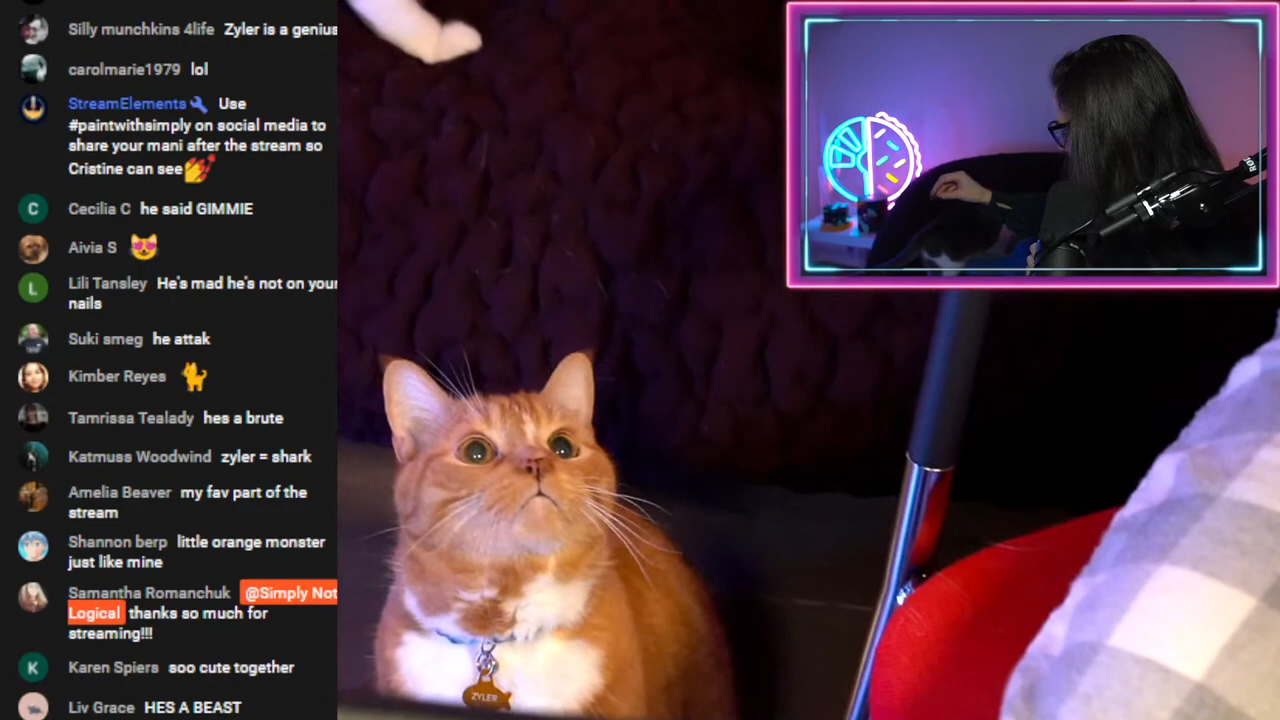 Silly munchkins 4life Zyler is a genius
carolmarie1979 lol
StreamElements Use
#paintwithsimply on social media to
share your mani after the stream so
Cristine can see
C Cecilia C he said GIMMIE
Aivia S
L Lili Tansley He's mad he's not on your
nails
Suki smeg he attak
Kimber Reyes
Tamrissa Tealady hes a brute
Katmuss Woodwind zyler = shark
Amelia Beaver my fav part of the
stream
Shannon berp little orange monster
just like mine
Samantha Romanchuk @Simply Not
Logical thanks so much for
streaming!!!
K Karen Spiers soo cute together
Liv Grace HES A BEAST
ZYLER